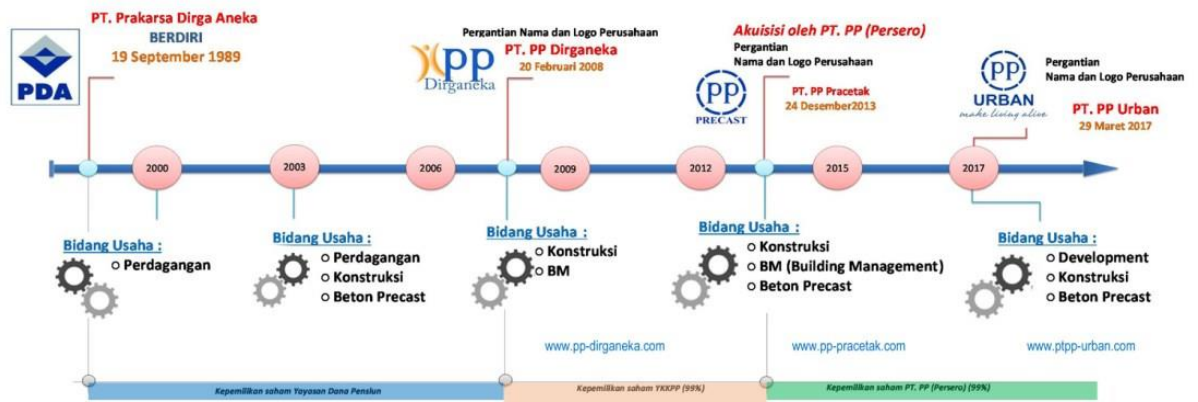 PDA
PT. Prakarsa Dirga Aneka
BERDIRI
19 September 1989
pp
Dirganeka
Pergantian Nama dan Logo Perusahaan
PT. PP Dirganeka
20 Februari 2008
pp
PRECAST
Akuisisi oleh PT. PP (Persero)
Pergantian
Nama dan Logo Perusahaan
PT. PP Pracetak
24 Desember2013
pp
URBAN
make living alive
Pergantian
Nama dan Logo Perusahaan
PT. PP Urban
29 Maret 2017
2000
2003
2006
2009
2012
2015
2017
Bidang Usaha :
Perdagangan
Bidang Usaha :
Perdagangan
Konstruksi
Beton Precast
Bidang Usaha :
Konstruksi
BM
Bidang Usaha :
Konstruksi
BM (Building Management)
Beton Precast
Bidang Usaha :
Development
Konstruksi
Beton Precast
www.pp-dirganeka.com
www.pp-pracetak.com
www.ptpp-urban.com
Kepemilikan saham Yayasan Dana Pensiun
Kepemilikan saham YKKPP (99%)
Kepemilikan saham PT. PP (Persero) (99%)